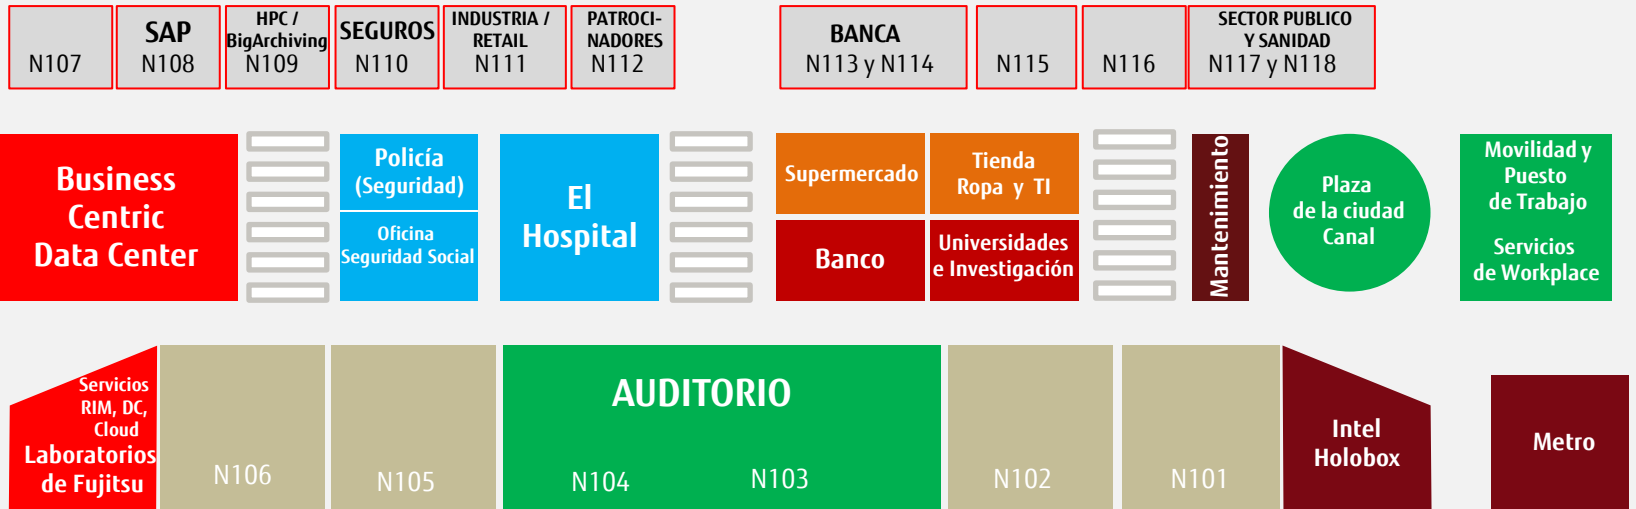 N107
SAP
N108
HPC /
BigArchiving
N109
SEGUROS
N110
INDUSTRIA /
RETAIL
N111
PATROCI-
NADORES
N112
BANCA
N113 y N114
N115
N116
SECTOR PUBLICO
Y SANIDAD
N117 y N118
Business
Centric
Data Center
Policía
(Seguridad)
Oficina
Seguridad Social
El
Hospital
Supermercado
Tienda
Ropa y TI
Banco
Universidades
e Investigación
Mantenimiento
Plaza
de la ciudad
Canal
Movilidad y
Puesto
de Trabajo
Servicios
de Workplace
Servicios
RIM, DC,
Cloud
Laboratorios
de Fujitsu
N106
N105
AUDITORIO
N104
N103
N102
N101
Intel
Holobox
Metro